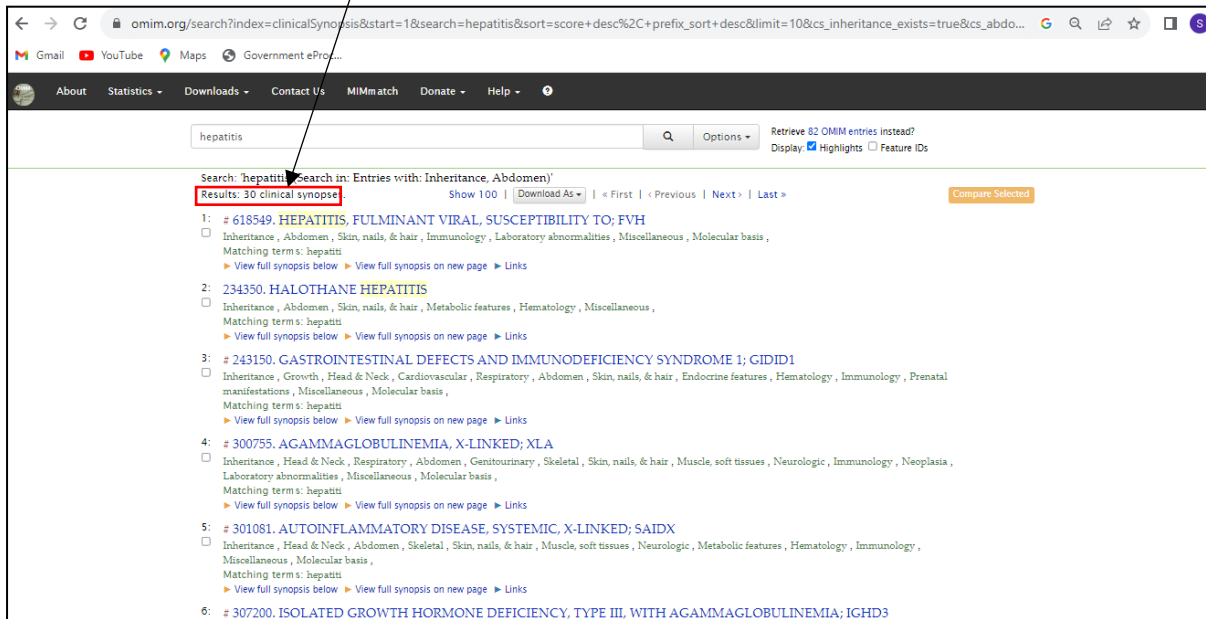 omim.org/search?index=clinicalSynopsis&start=1&search=hepatitis&sort=score+desc%2C+prefix_sort+desc&limit=10&cs_inheritance_exists=true&cs_abdo...
Gmail YouTube Maps Government eProc...
About Statistics Downloads Contact Us MIMmatch Donate Help
hepatitis Options Retrieve 82 OMIM entries instead?
Display: Highlights Feature IDs
Search: 'hepatitis (Search in: Entries with: Inheritance, Abdomen)'
Results: 30 clinical synopses. Show 100 | Download As | « First | ‹ Previous | Next › | Last » Compare Selected
1: # 618549. HEPATITIS, FULMINANT VIRAL, SUSCEPTIBILITY TO; FVH
Inheritance , Abdomen , Skin, nails, & hair , Immunology , Laboratory abnormalities , Miscellaneous , Molecular basis ,
Matching terms: hepatiti
► View full synopsis below ► View full synopsis on new page ► Links
2: 234350. HALOTHANE HEPATITIS
Inheritance , Abdomen , Skin, nails, & hair , Metabolic features , Hematology , Miscellaneous ,
Matching terms: hepatiti
► View full synopsis below ► View full synopsis on new page ► Links
3: # 243150. GASTROINTESTINAL DEFECTS AND IMMUNODEFICIENCY SYNDROME 1; GIDID1
Inheritance , Growth , Head & Neck , Cardiovascular , Respiratory , Abdomen , Skin, nails, & hair , Endocrine features , Hematology , Immunology , Prenatal
manifestations , Miscellaneous , Molecular basis ,
Matching terms: hepatiti
► View full synopsis below ► View full synopsis on new page ► Links
4: # 300755. AGAMMAGLOBULINEMIA, X-LINKED; XLA
Inheritance , Head & Neck , Respiratory , Abdomen , Genitourinary , Skeletal , Skin, nails, & hair , Muscle, soft tissues , Neurologic , Immunology , Neoplasia ,
Laboratory abnormalities , Miscellaneous , Molecular basis ,
Matching terms: hepatiti
► View full synopsis below ► View full synopsis on new page ► Links
5: # 301081. AUTOINFLAMMATORY DISEASE, SYSTEMIC, X-LINKED; SAIDX
Inheritance , Head & Neck , Abdomen , Skeletal , Skin, nails, & hair , Muscle, soft tissues , Neurologic , Metabolic features , Hematology , Immunology ,
Miscellaneous , Molecular basis ,
Matching terms: hepatiti
► View full synopsis below ► View full synopsis on new page ► Links
6: # 307200. ISOLATED GROWTH HORMONE DEFICIENCY, TYPE III, WITH AGAMMAGLOBULINEMIA; IGHD3